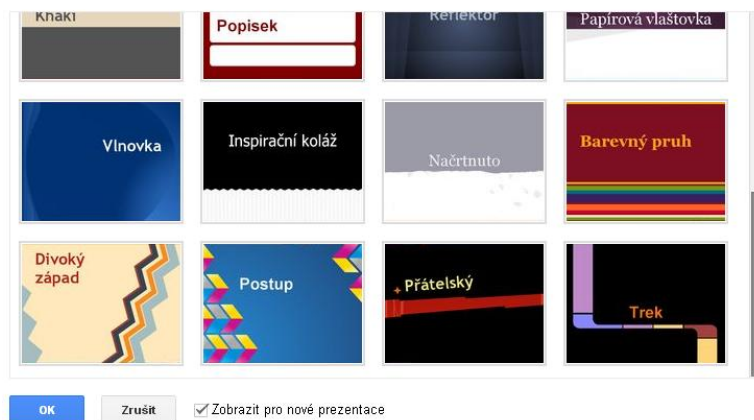 Khaki
Popisek
Reflektor
Papírová vlaštovka
Vlnovka
Inspirační koláž
Načrtnuto
Barevný pruh
Divoký
západ
Postup
Přátelský
Trek
OK
Zrušit
Zobrazit pro nové prezentace